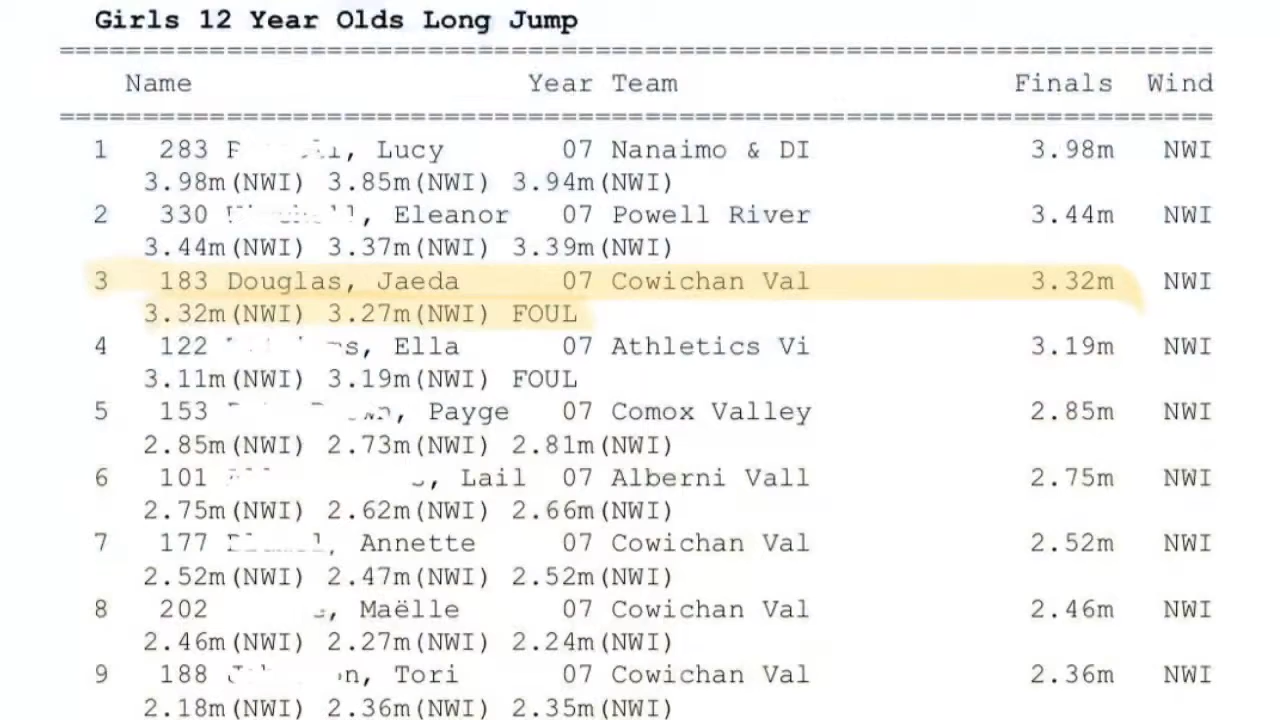 Girls 12 Year Olds Long Jump
Name Year Team Finals Wind
1 283 Lucy 07 Nanaimo & DI 3.98m NWI
3.98m(NWI) 3.85m(NWI) 3.94m(NWI)
2 330 , Eleanor 07 Powell River 3.44m NWI
3.44m(NWI) 3.37m(NWI) 3.39m(NWI)
3 183 Douglas, Jaeda 07 Cowichan Val 3.32m NWI
3.32m(NWI) 3.27m(NWI) FOUL
4 122 , Ella 07 Athletics Vi 3.19m NWI
3.11m(NWI) 3.19m(NWI) FOUL
5 153 , Payge 07 Comox Valley 2.85m NWI
2.85m(NWI) 2.73m(NWI) 2.81m(NWI)
6 101 , Lail 07 Alberni Vall 2.75m NWI
2.75m(NWI) 2.62m(NWI) 2.66m(NWI)
7 177 , Annette 07 Cowichan Val 2.52m NWI
2.52m(NWI) 2.47m(NWI) 2.52m(NWI)
8 202 , Maëlle 07 Cowichan Val 2.46m NWI
2.46m(NWI) 2.27m(NWI) 2.24m(NWI)
9 188 , Tori 07 Cowichan Val 2.36m NWI
2.18m(NWI) 2.36m(NWI) 2.35m(NWI)